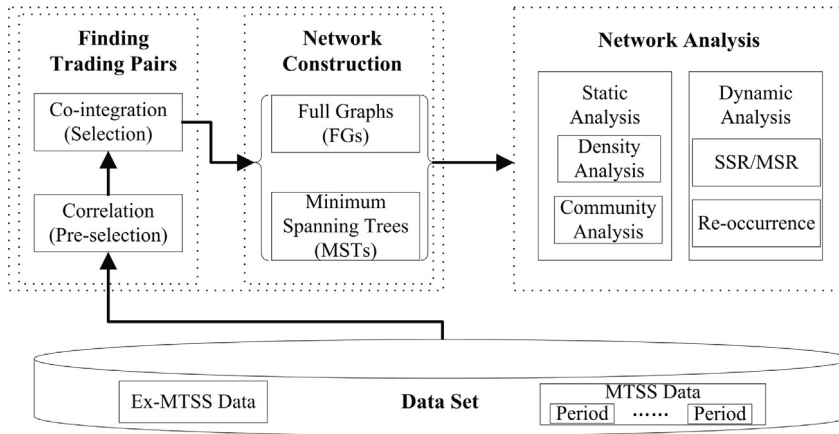 Finding
Trading Pairs
Co-integration
(Selection)
Correlation
(Pre-selection)
Network
Construction
Full Graphs
(FGs)
Minimum
Spanning Trees
(MSTs)
Network Analysis
Static
Analysis
Density
Analysis
Community
Analysis
Dynamic
Analysis
SSR/MSR
Re-occurrence
Ex-MTSS Data
Data Set
MTSS Data
Period ...... Period